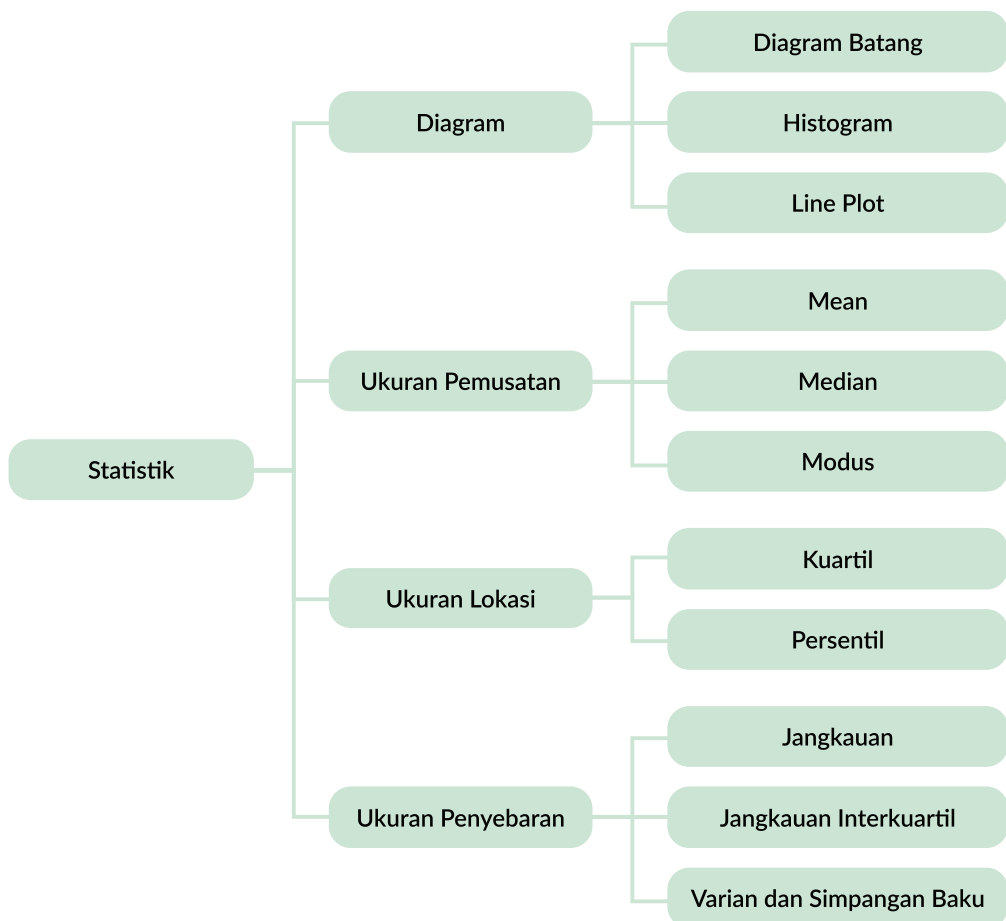 Statistik
Diagram
Diagram Batang
Histogram
Line Plot
Ukuran Pemusatan
Mean
Median
Modus
Ukuran Lokasi
Kuartil
Persentil
Ukuran Penyebaran
Jangkauan
Jangkauan Interkuartil
Varian dan Simpangan Baku